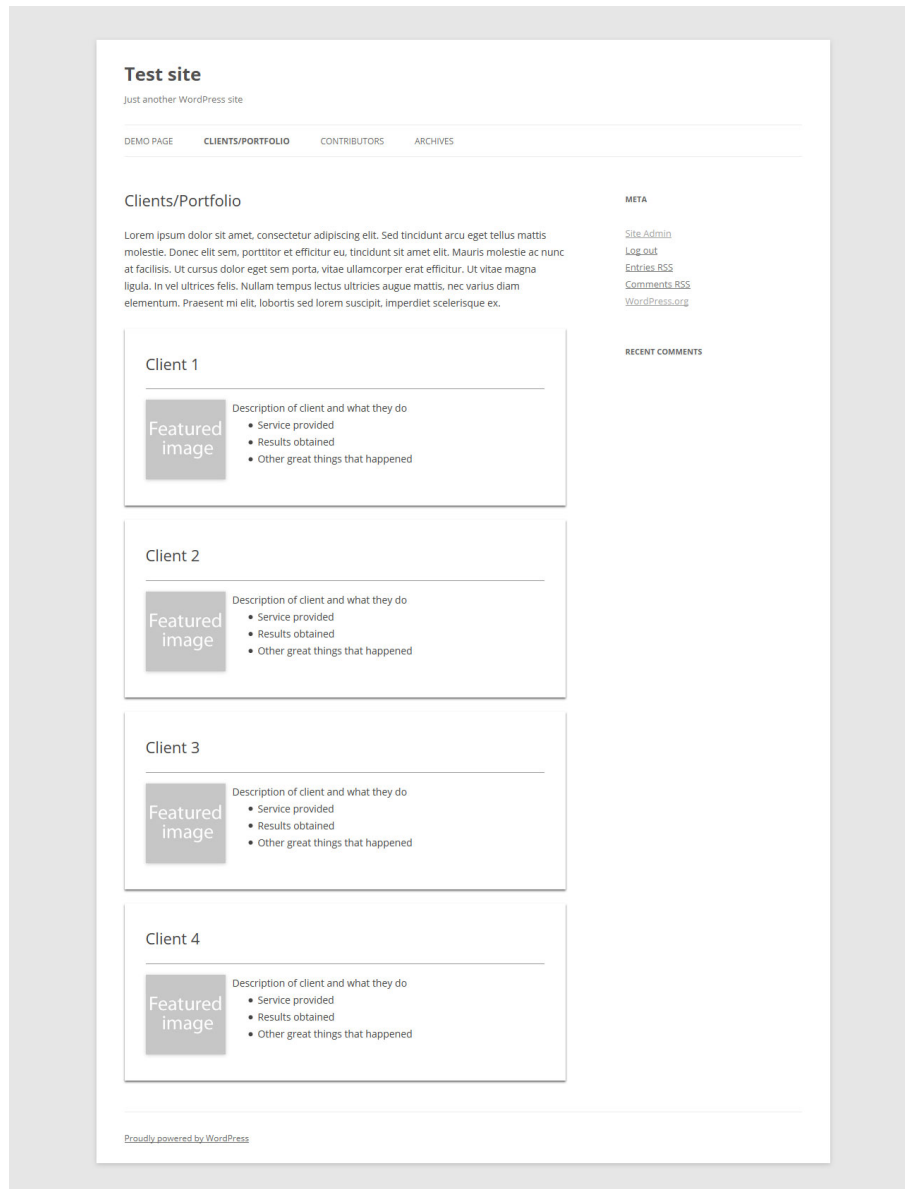 Test site
Just another WordPress site
DEMO PAGE CLIENTS/PORTFOLIO CONTRIBUTORS ARCHIVES
Clients/Portfolio
Lorem ipsum dolor sit amet, consectetur adipiscing elit. Sed tincidunt arcu eget tellus mattis
molestie. Donec elit sem, porttitor et efficitur eu, tincidunt sit amet elit. Mauris molestie ac nunc
at facilisis. Ut cursus dolor eget sem porta, vitae ullamcorper erat efficitur. Ut vitae magna
ligula. In vel ultrices felis. Nullam tempus lectus ultricies augue mattis, nec varius diam
elementum. Praesent mi elit, lobortis sed lorem suscipit, imperdiet scelerisque ex.
Client 1
Featured
image
Description of client and what they do
• Service provided
• Results obtained
• Other great things that happened
Client 2
Featured
image
Description of client and what they do
• Service provided
• Results obtained
• Other great things that happened
Client 3
Featured
image
Description of client and what they do
• Service provided
• Results obtained
• Other great things that happened
Client 4
Featured
image
Description of client and what they do
• Service provided
• Results obtained
• Other great things that happened
META
Site Admin
Log out
Entries RSS
Comments RSS
WordPress.org
RECENT COMMENTS
Proudly powered by WordPress